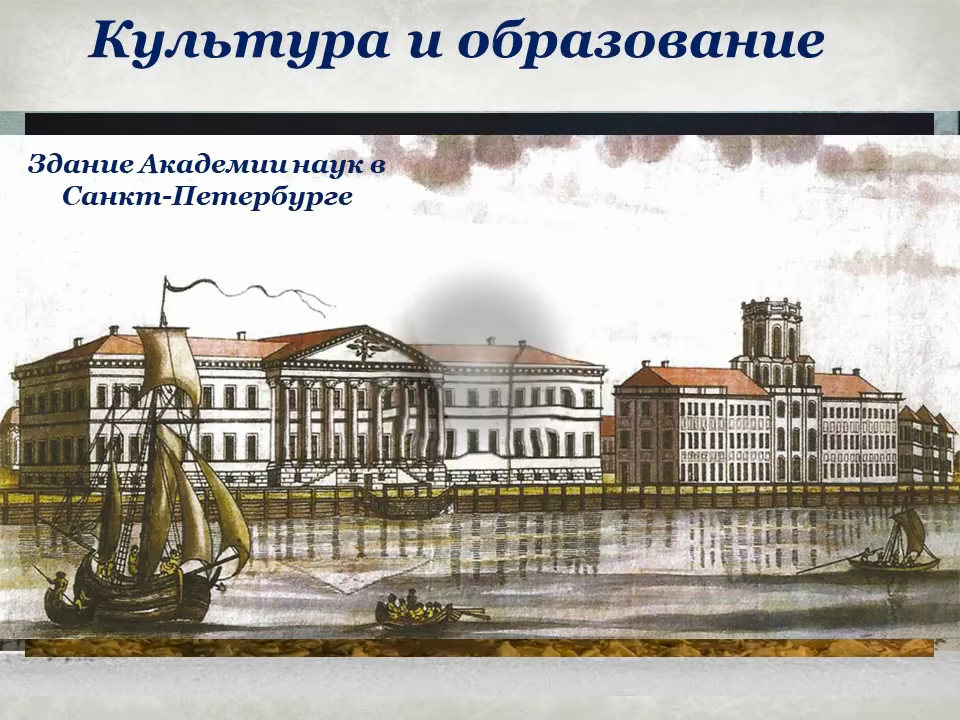 Культура и образование
Здание Академии наук в
Санкт-Петербурге